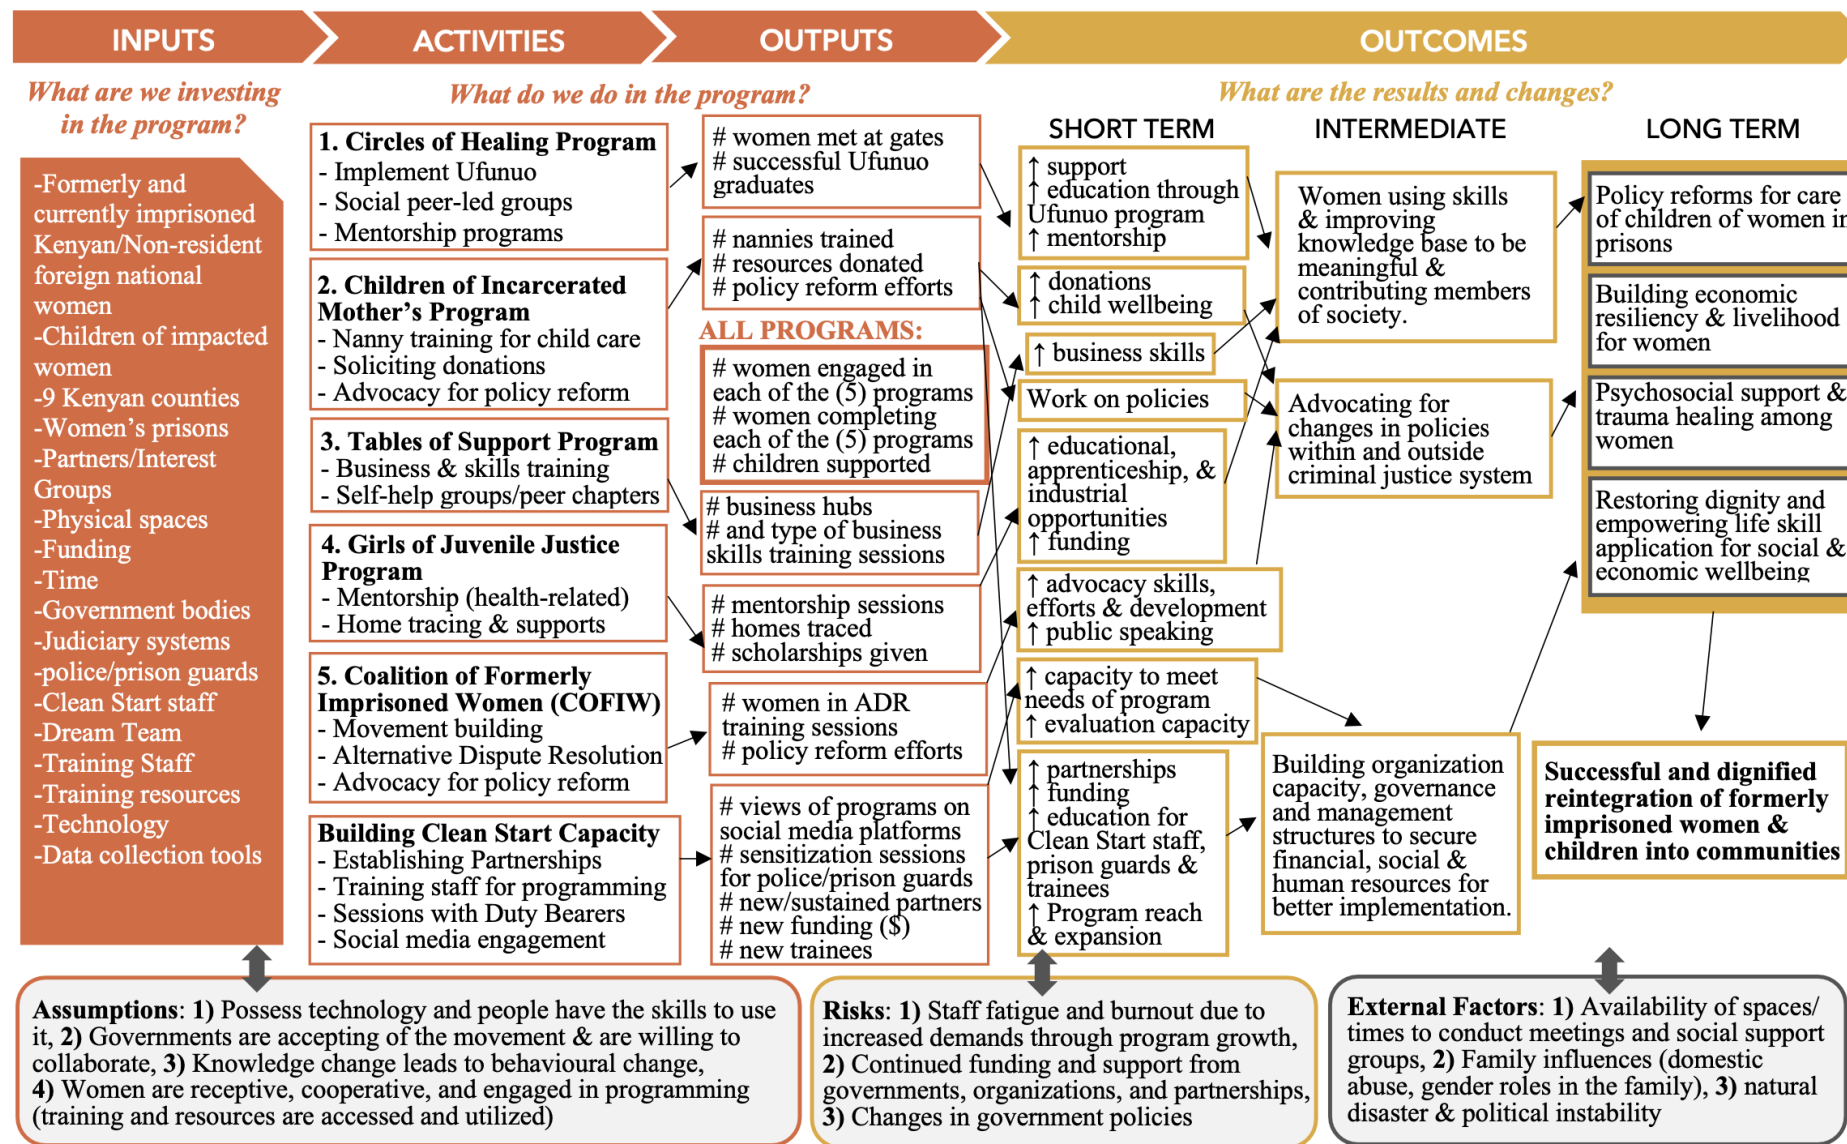 INPUTS
ACTIVITIES
OUTPUTS
OUTCOMES
What are we investing
in the program?
What do we do in the program?
What are the results and changes?
-Formerly and
currently imprisoned
Kenyan/Non-resident
foreign national
women
-Children of impacted
women
-9 Kenyan counties
-Women's prisons
-Partners/Interest
Groups
-Physical spaces
-Funding
-Time
-Government bodies
-Judiciary systems
-police/prison guards
-Clean Start staff
-Dream Team
-Training Staff
-Training resources
-Technology
-Data collection tools
1. Circles of Healing Program
- Implement Ufunuo
- Social peer-led groups
- Mentorship programs
2. Children of Incarcerated
Mother's Program
- Nanny training for child care
- Soliciting donations
- Advocacy for policy reform
3. Tables of Support Program
- Business & skills training
- Self-help groups/peer chapters
4. Girls of Juvenile Justice
Program
- Mentorship (health-related)
- Home tracing & supports
5. Coalition of Formerly
Imprisoned Women (COFIW)
- Movement building
- Alternative Dispute Resolution
- Advocacy for policy reform
Building Clean Start Capacity
- Establishing Partnerships
- Training staff for programming
- Sessions with Duty Bearers
- Social media engagement
# women met at gates
# successful Ufunuo
graduates
# nannies trained
# resources donated
# policy reform efforts
ALL PROGRAMS:
# women engaged in
each of the (5) programs
# women completing
each of the (5) programs
# children supported
# business hubs
# and type of business
skills training sessions
# mentorship sessions
# homes traced
# scholarships given
# women in ADR
training sessions
# policy reform efforts
# views of programs on
social media platforms
# sensitization sessions
for police/prison guards
# new/sustained partners
# new funding ($)
# new trainees
SHORT TERM
↑ support
↑ education through
Ufunuo program
↑ mentorship
↑ donations
↑ child wellbeing
↑ business skills
Work on policies
↑ educational,
apprenticeship, &
industrial
opportunities
↑ funding
↑ advocacy skills,
efforts & development
↑ public speaking
↑ capacity to meet
needs of program
↑ evaluation capacity
↑ partnerships
↑ funding
↑ education for
Clean Start staff,
prison guards &
trainees
↑ Program reach
& expansion
INTERMEDIATE
Women using skills
& improving
knowledge base to be
meaningful &
contributing members
of society.
Advocating for
changes in policies
within and outside
criminal justice system
Building organization
capacity, governance
and management
structures to secure
financial, social &
human resources for
better implementation.
LONG TERM
Policy reforms for care
of children of women in
prisons
Building economic
resiliency & livelihood
for women
Psychosocial support &
trauma healing among
women
Restoring dignity and
empowering life skill
application for social &
economic wellbeing
Successful and dignified
reintegration of formerly
imprisoned women &
children into communities
Assumptions: 1) Possess technology and people have the skills to use
it, 2) Governments are accepting of the movement & are willing to
collaborate, 3) Knowledge change leads to behavioural change,
4) Women are receptive, cooperative, and engaged in programming
(training and resources are accessed and utilized)
Risks: 1) Staff fatigue and burnout due to
increased demands through program growth,
2) Continued funding and support from
governments, organizations, and partnerships,
3) Changes in government policies
External Factors: 1) Availability of spaces/
times to conduct meetings and social support
groups, 2) Family influences (domestic
abuse, gender roles in the family), 3) natural
disaster & political instability